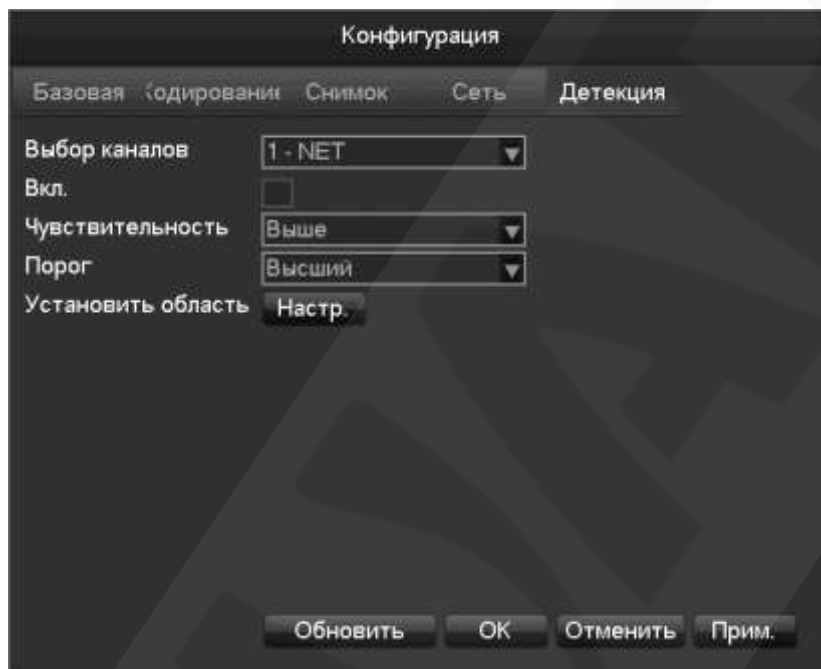 Конфигурация
Базовая Кодирование Снимок Сеть Детекция
Выбор каналов 1 - NET
Вкл.
Чувствительность Выше
Порог Высший
Установить область Настр.
Обновить OK Отменить Прим.